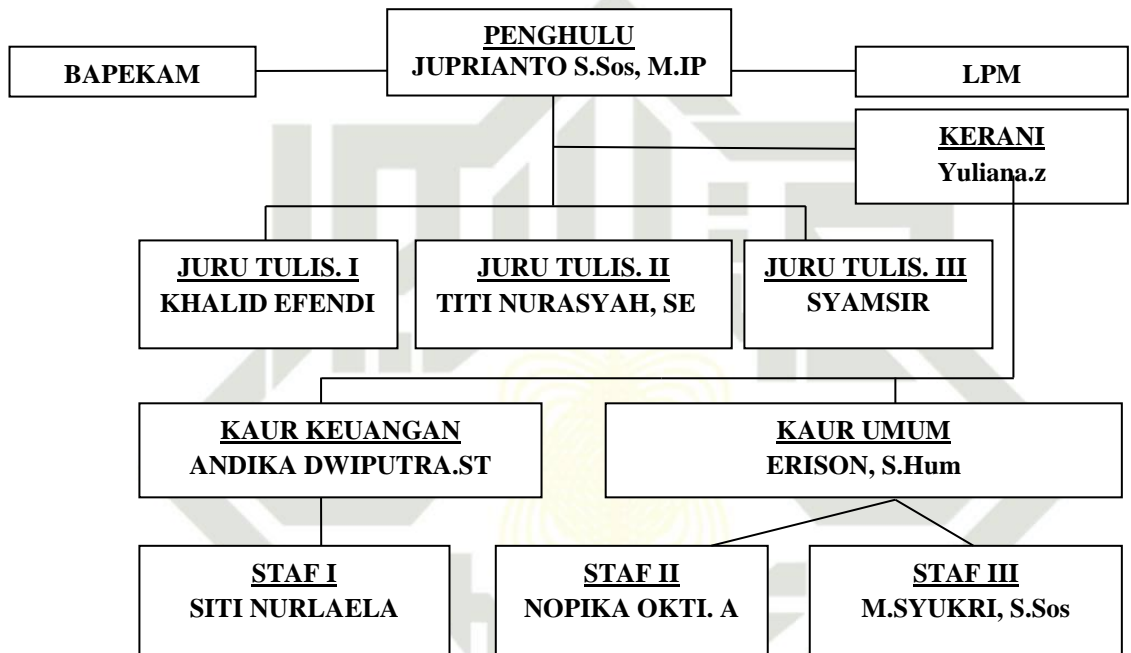 PENGHULU
JUPRIANTO S.Sos, M.IP
BAPEKAM
LPM
KERANI
Yuliana.z
JURU TULIS. I
KHALID EFENDI
JURU TULIS. II
TITI NURASYAH, SE
JURU TULIS. III
SYAMSIR
KAUR KEUANGAN
ANDIKA DWIPUTRA.ST
KAUR UMUM
ERISON, S.Hum
STAF I
SITI NURLAELA
STAF II
NOPIKA OKTI. A
STAF III
M.SYUKRI, S.Sos